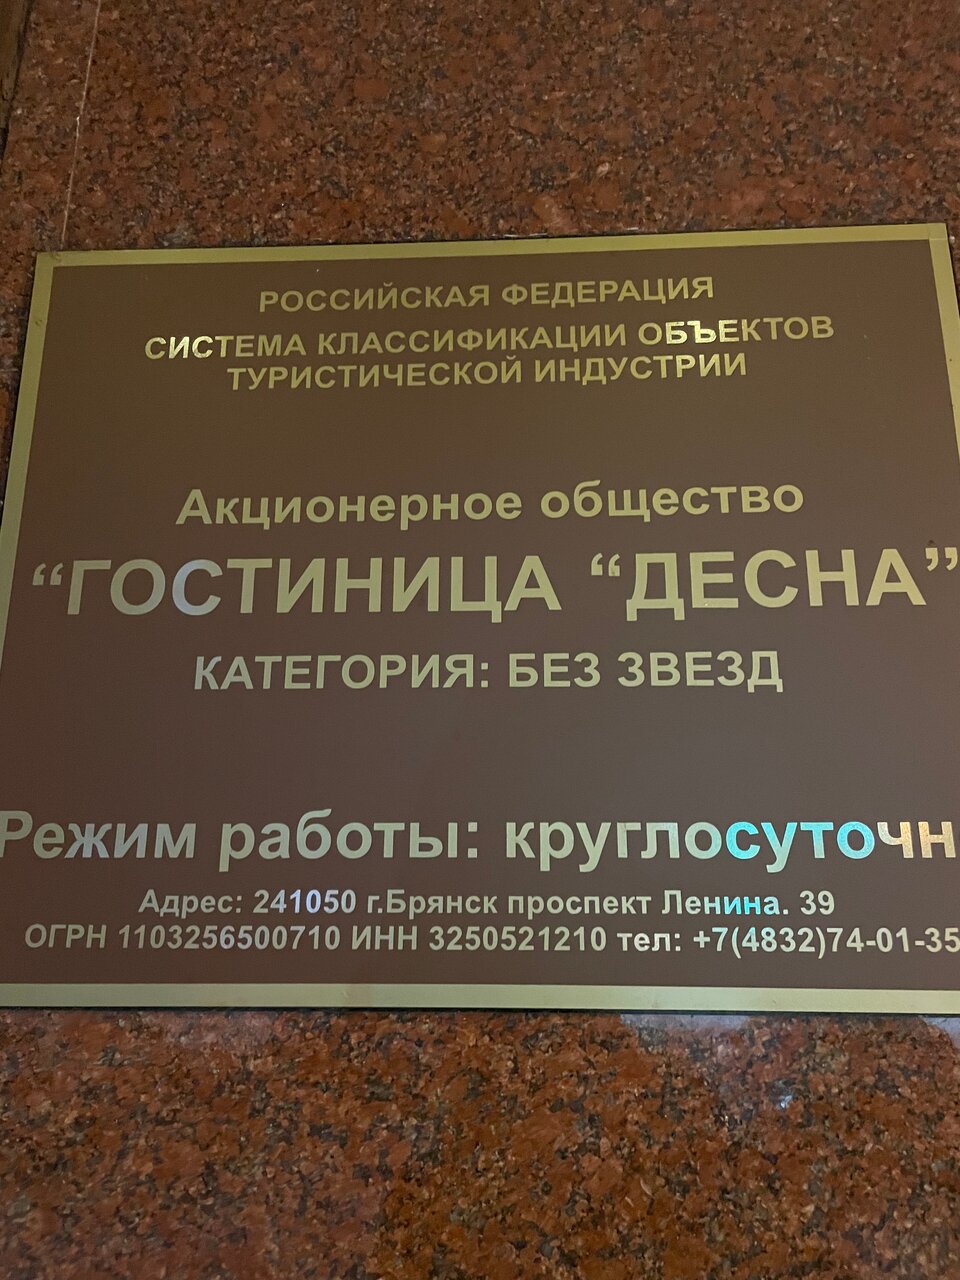 РОССИЙСКАЯ ФЕДЕРАЦИЯ
СИСТЕМА КЛАССИФИКАЦИИ ОБЪЕКТОВ
ТУРИСТИЧЕСКОЙ ИНДУСТРИИ
Акционерное общество
“ГОСТИНИЦА “ДЕСНА”
КАТЕГОРИЯ: БЕЗ ЗВЕЗД
Режим работы: круглосуточн
Адрес: 241050 г.Брянск проспект Ленина. 39
ОГРН 1103256500710 ИНН 3250521210 тел: +7(4832)74-01-35